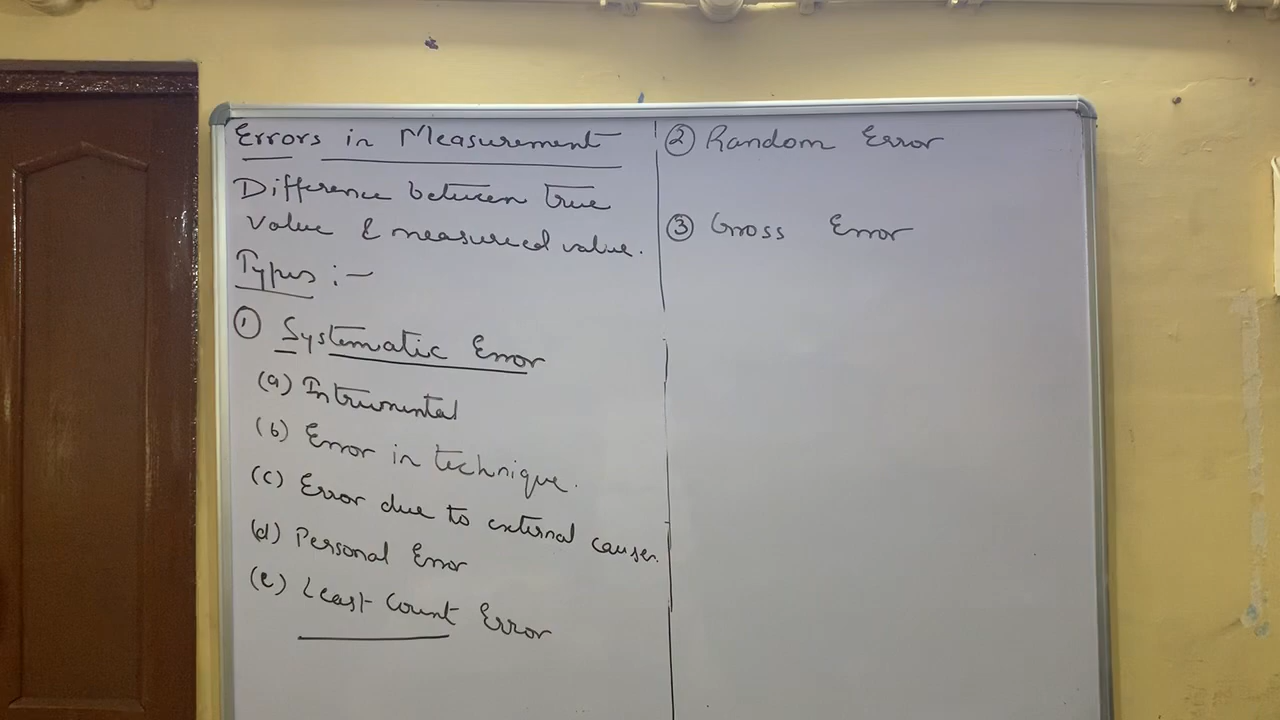 Errors in Measurement
Difference between true
value & measured value.
Types :-
① Systematic Error
(a) Intrumental
(b) Error in technique.
(c) Error due to external causes.
(d) Personal Error
(e) Least Count Error
② Random Error
③ Gross Error